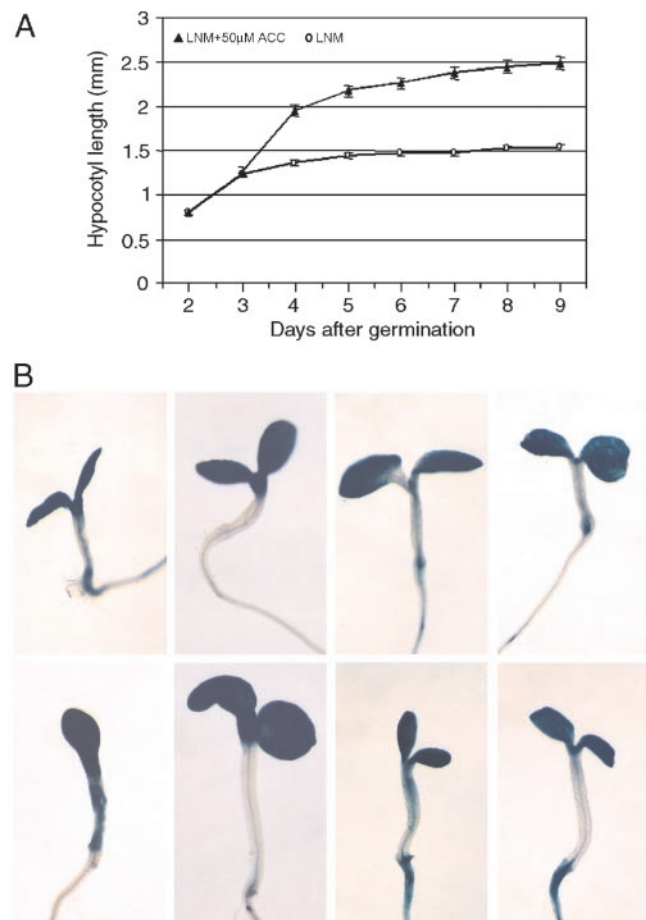 A
LNM+50µM ACC LNM
Hypocotyl length (mm)
3
2.5
2
1.5
1
0.5
0
2 3 4 5 6 7 8 9
Days after germination
B